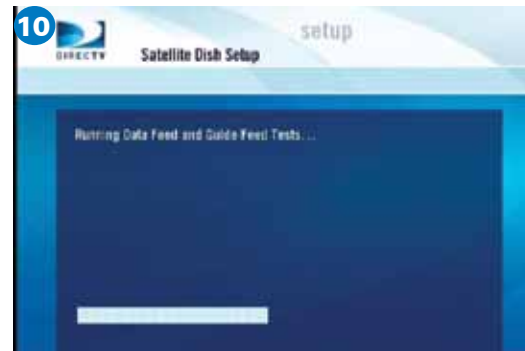 10
setup
DIRECTV
Satellite Dish Setup
Running Data Feed and Guide Feed Tests...